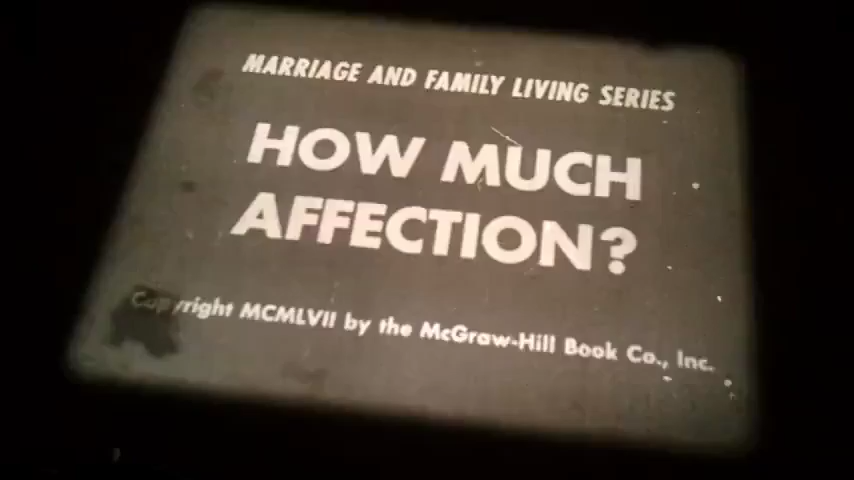 MARRIAGE AND FAMILY LIVING SERIES
HOW MUCH
AFFECTION?
Copyright MCMLVII by the McGraw-Hill Book Co., Inc.